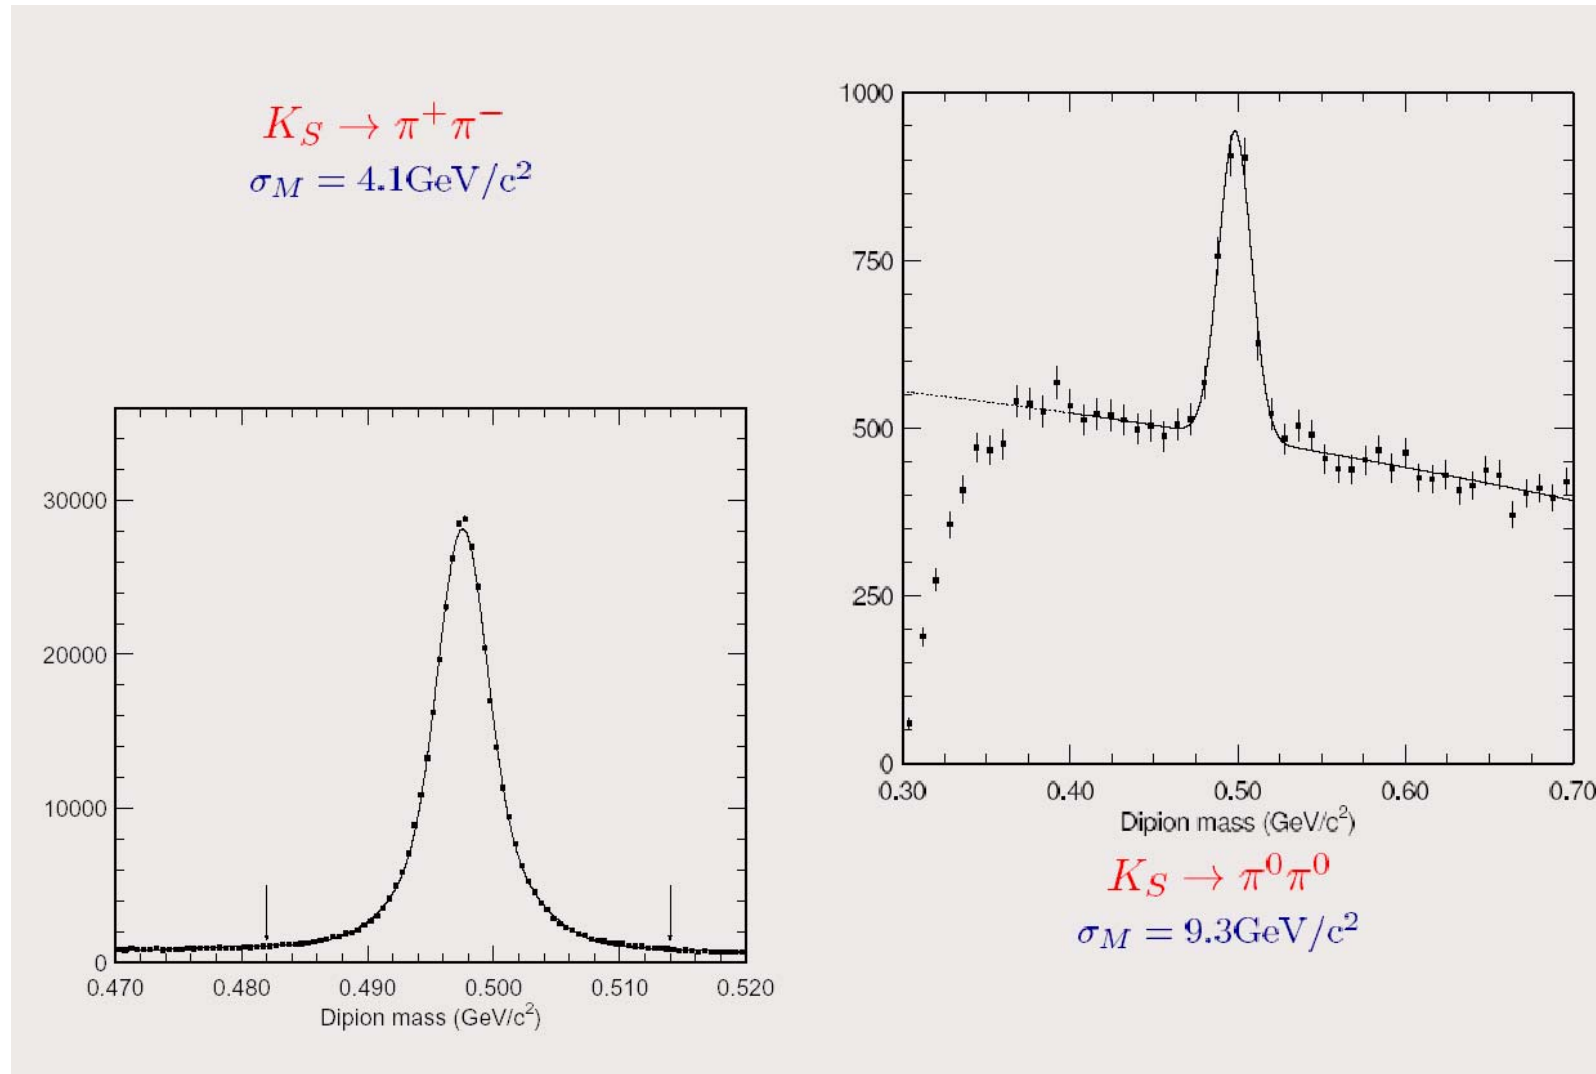 K_S → π⁺π⁻
σ_M = 4.1GeV/c²
30000
20000
10000
0
0.470 0.480 0.490 0.500 0.510 0.520
Dipion mass (GeV/c²)
1000
750
500
250
0
0.30 0.40 0.50 0.60 0.70
Dipion mass (GeV/c²)
K_S → π⁰π⁰
σ_M = 9.3GeV/c²